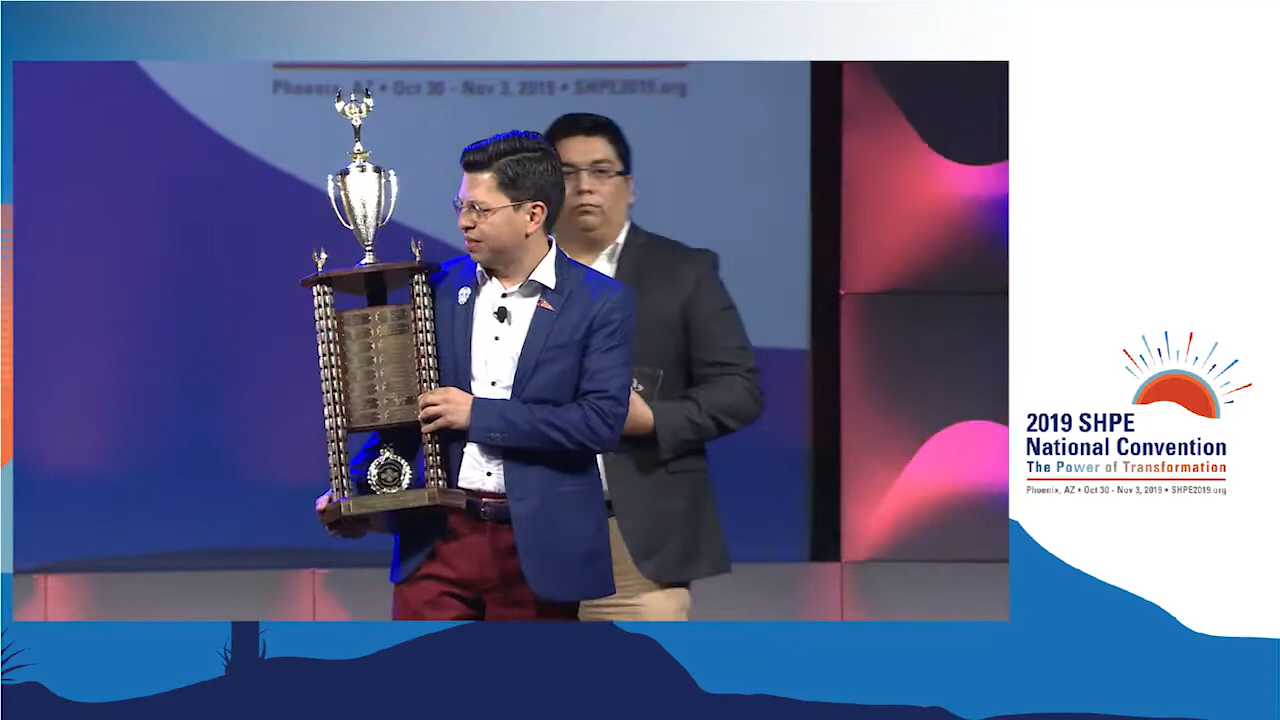 Phoenix, AZ • Oct 30 - Nov 3, 2019 • SHPE2019.org
2019 SHPE
National Convention
The Power of Transformation
Phoenix, AZ • Oct 30 - Nov 3, 2019 • SHPE2019.org